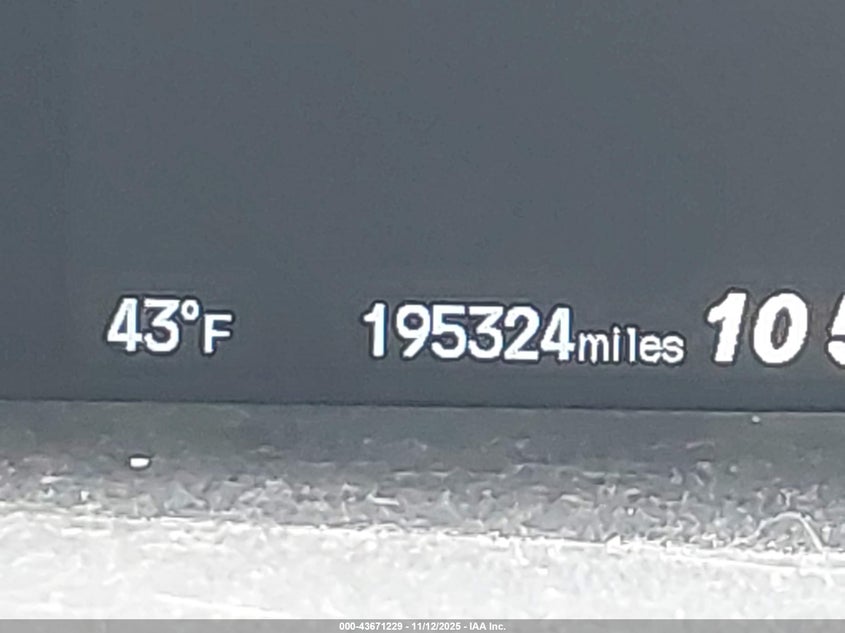 43°F 195324miles 10
000-43671229 - 11/12/2025 - IAA Inc.